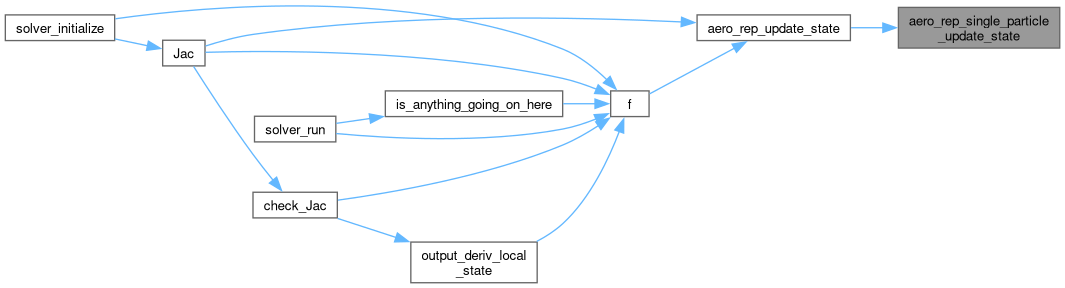 solver_initialize
Jac
aero_rep_update_state
aero_rep_single_particle
_update_state
is_anything_going_on_here
f
solver_run
check_Jac
output_deriv_local
_state